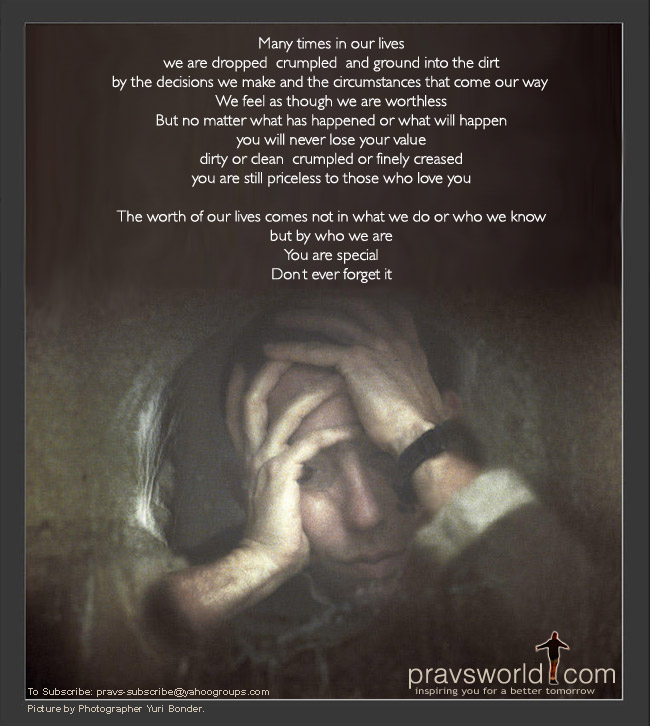 Many times in our lives
we are dropped crumpled and ground into the dirt
by the decisions we make and the circumstances that come our way
We feel as though we are worthless
But no matter what has happened or what will happen
you will never lose your value
dirty or clean crumpled or finely creased
you are still priceless to those who love you
The worth of our lives comes not in what we do or who we know
but by who we are
You are special
Don't ever forget it
pravsworld.com
inspiring you for a better tomorrow
To Subscribe: pravs-subscribe@yahoogroups.com
Picture by Photographer Yuri Bonder.